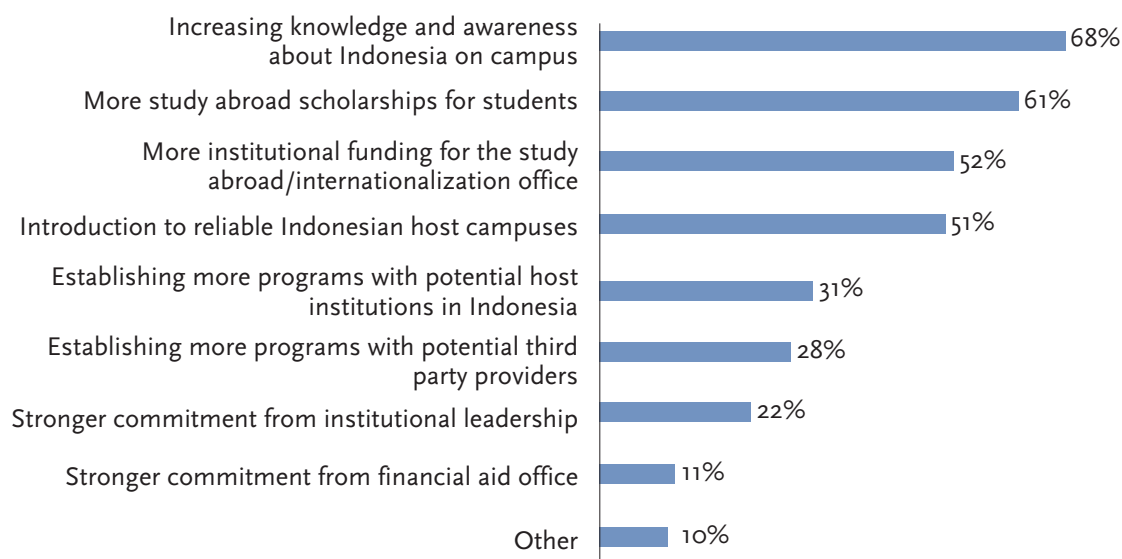 Increasing knowledge and awareness
about Indonesia on campus
68%
More study abroad scholarships for students
61%
More institutional funding for the study
abroad/internationalization office
52%
Introduction to reliable Indonesian host campuses
51%
Establishing more programs with potential host
institutions in Indonesia
31%
Establishing more programs with potential third
party providers
28%
Stronger commitment from institutional leadership
22%
Stronger commitment from financial aid office
11%
Other
10%